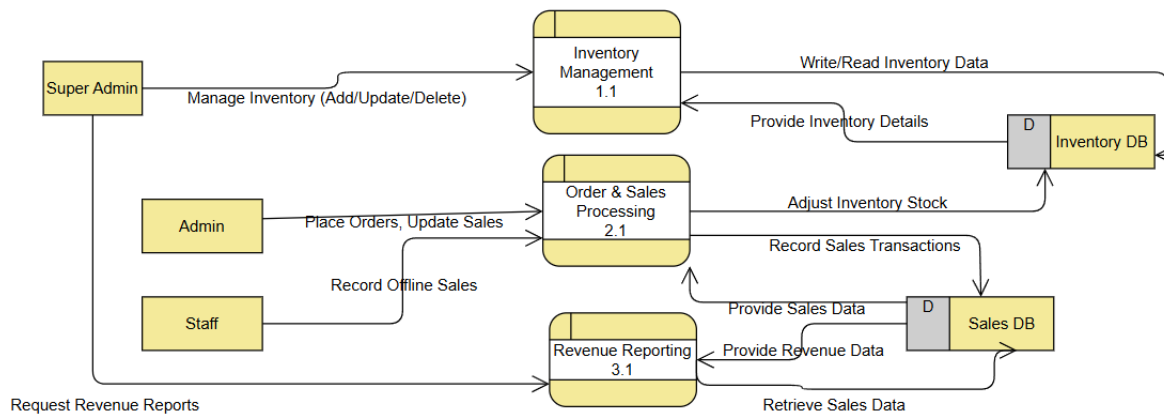 Inventory
Management
1.1
Write/Read Inventory Data
Super Admin
Manage Inventory (Add/Update/Delete)
Provide Inventory Details
D
Inventory DB
Order & Sales
Processing
2.1
Adjust Inventory Stock
Admin
Place Orders, Update Sales
Record Sales Transactions
Record Offline Sales
Staff
Provide Sales Data
D
Sales DB
Revenue Reporting
3.1
Provide Revenue Data
Request Revenue Reports
Retrieve Sales Data